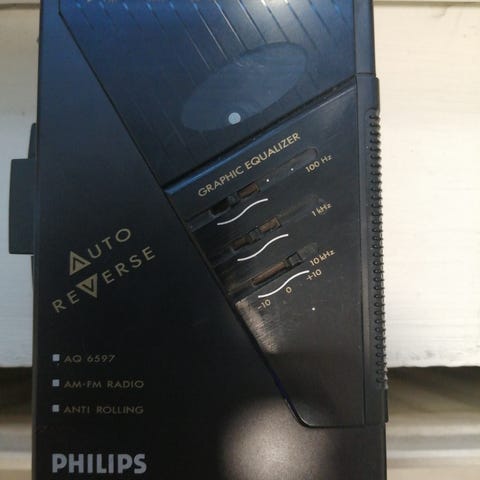 GRAPHIC EQUALIZER
100 Hz
1 kHz
10 kHz
-10 0 +10
AUTO
REVERSE
AQ 6597
AM-FM RADIO
ANTI ROLLING
PHILIPS